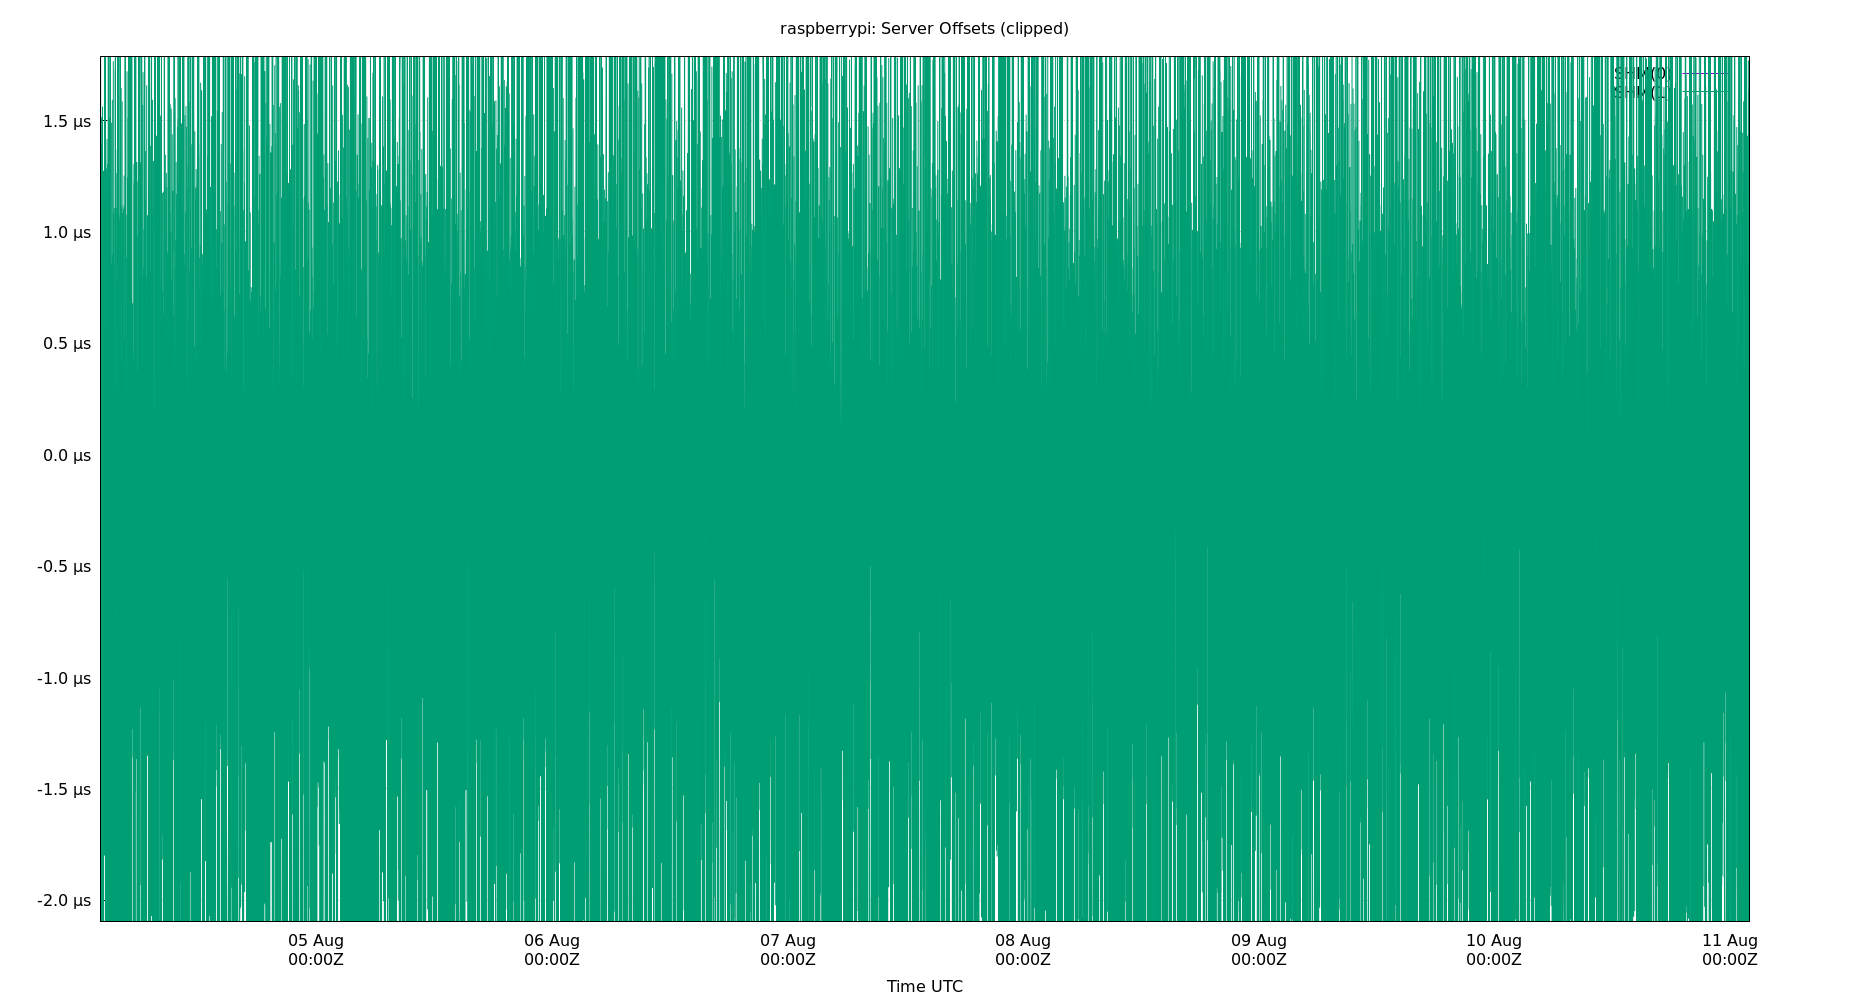 raspberrypi: Server Offsets (clipped)
SHM(0)
1.5 µs
1.0 µs
0.5 µs
0.0 µs
-0.5 µs
-1.0 µs
-1.5 µs
-2.0 µs
05 Aug 06 Aug 07 Aug 08 Aug 09 Aug 10 Aug 11 Aug
00:00Z 00:00Z 00:00Z 00:00Z 00:00Z 00:00Z 00:00Z
Time UTC